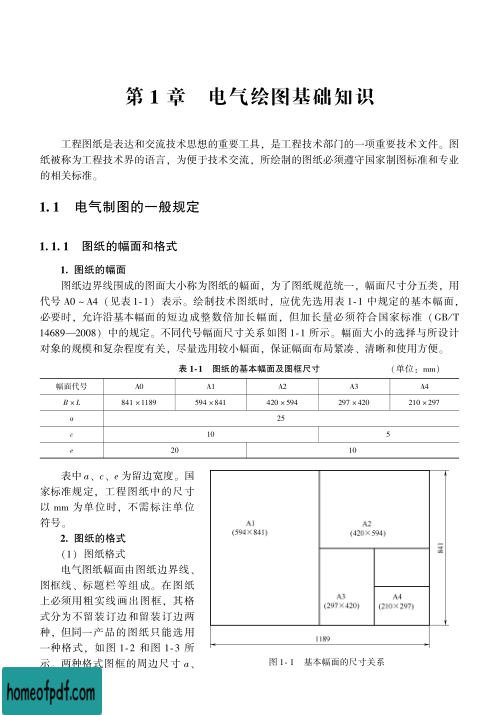 第 1 章 电气绘图基础知识
工程图纸是表达和交流技术思想的重要工具，是工程技术部门的一项重要技术文件。图
纸被称为工程技术界的语言，为便于技术交流，所绘制的图纸必须遵守国家制图标准和专业
的相关标准。
1.1 电气制图的一般规定
1.1.1 图纸的幅面和格式
1. 图纸的幅面
图纸边界线围成的图面大小称为图纸的幅面，为了图纸规范统一，幅面尺寸分五类，用
代号 A0 ~ A4（见表 1-1）表示。绘制技术图纸时，应优先选用表 1-1 中规定的基本幅面，
必要时，允许沿基本幅面的短边成整数倍加长幅面，但加长量必须符合国家标准（GB/T
14689—2008）中的规定。不同代号幅面尺寸关系如图 1-1 所示。幅面大小的选择与所设计
对象的规模和复杂程度有关，尽量选用较小幅面，保证幅面布局紧凑、清晰和使用方便。
表 1-1 图纸的基本幅面及图框尺寸 （单位：mm）
幅面代号 A0 A1 A2 A3 A4
B × L 841 × 1189 594 × 841 420 × 594 297 × 420 210 × 297
a 25
c 10 5
e 20 10
表中 a、c、e 为留边宽度。国
家标准规定，工程图纸中的尺寸
以 mm 为单位时，不需标注单位
符号。
2. 图纸的格式
（1）图纸格式
电气图纸幅面由图纸边界线、
图框线、标题栏等组成。在图纸
上必须用粗实线画出图框，其格
式分为不留装订边和留装订边两
种，但同一产品的图纸只能选用
一种格式，如图 1-2 和图 1-3 所
示。两种格式图框的周边尺寸 a、
A1
(594×841)
A2
(420×594)
A3
(297×420)
A4
(210×297)
841
1189
图 1-1 基本幅面的尺寸关系
homeofpdf.com